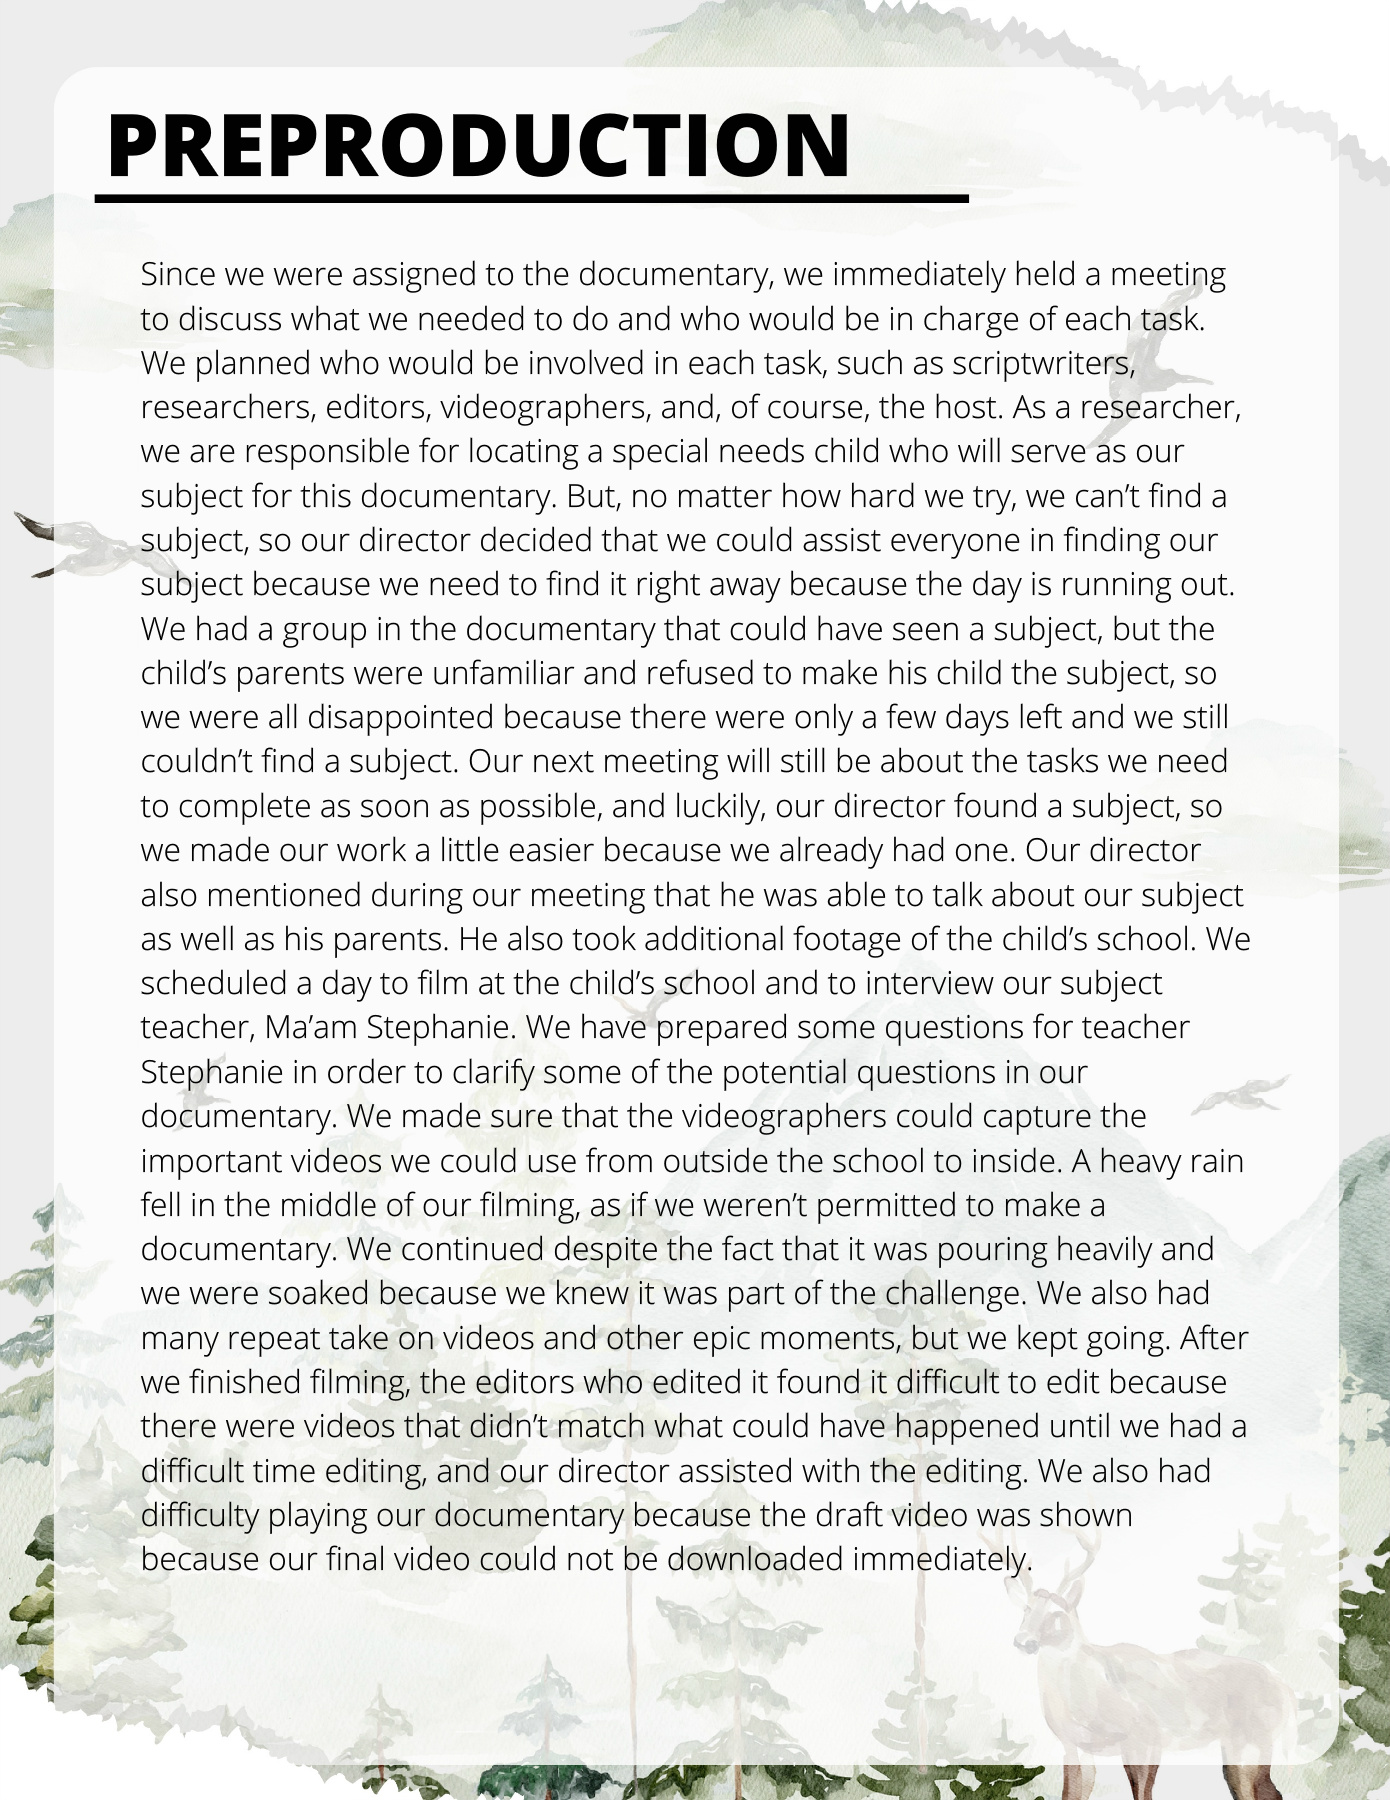 PREPRODUCTION
Since we were assigned to the documentary, we immediately held a meeting
to discuss what we needed to do and who would be in charge of each task.
We planned who would be involved in each task, such as scriptwriters,
researchers, editors, videographers, and, of course, the host. As a researcher,
we are responsible for locating a special needs child who will serve as our
subject for this documentary. But, no matter how hard we try, we can’t find a
subject, so our director decided that we could assist everyone in finding our
subject because we need to find it right away because the day is running out.
We had a group in the documentary that could have seen a subject, but the
child’s parents were unfamiliar and refused to make his child the subject, so
we were all disappointed because there were only a few days left and we still
couldn’t find a subject. Our next meeting will still be about the tasks we need
to complete as soon as possible, and luckily, our director found a subject, so
we made our work a little easier because we already had one. Our director
also mentioned during our meeting that he was able to talk about our subject
as well as his parents. He also took additional footage of the child’s school. We
scheduled a day to film at the child’s school and to interview our subject
teacher, Ma’am Stephanie. We have prepared some questions for teacher
Stephanie in order to clarify some of the potential questions in our
documentary. We made sure that the videographers could capture the
important videos we could use from outside the school to inside. A heavy rain
fell in the middle of our filming, as if we weren’t permitted to make a
documentary. We continued despite the fact that it was pouring heavily and
we were soaked because we knew it was part of the challenge. We also had
many repeat take on videos and other epic moments, but we kept going. After
we finished filming, the editors who edited it found it difficult to edit because
there were videos that didn’t match what could have happened until we had a
difficult time editing, and our director assisted with the editing. We also had
difficulty playing our documentary because the draft video was shown
because our final video could not be downloaded immediately.